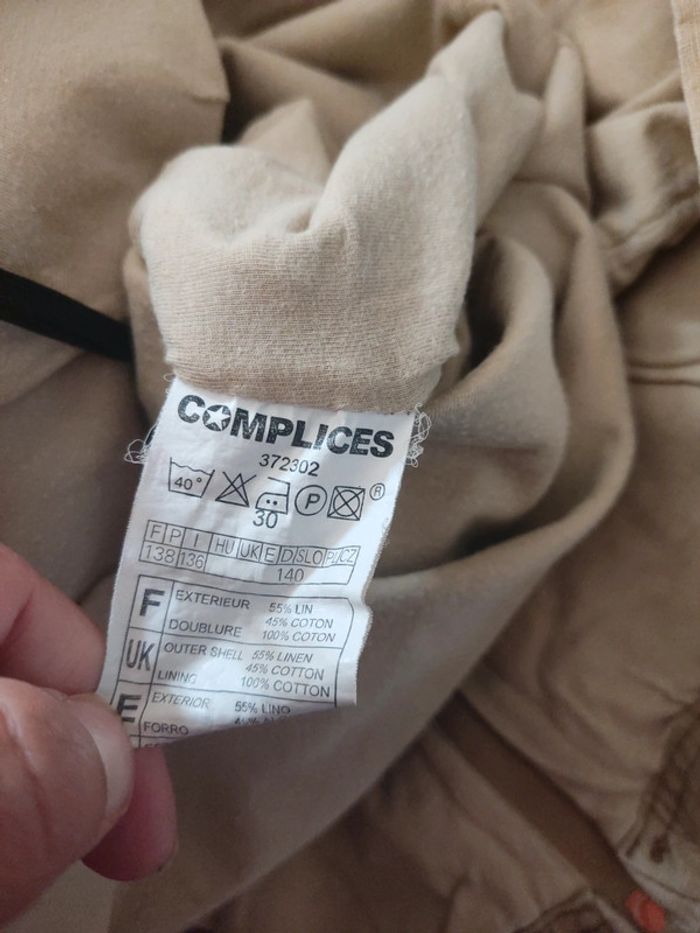 COMPLICES
372302
40° P ®
30
F P I HU UK E D SLO PL CZ
138 136 140
F EXTERIEUR 55% LIN
45% COTON
DOUBLURE 100% COTON
UK OUTER SHELL 55% LINEN
45% COTTON
LINING 100% COTTON
E EXTERIOR 55% LINO
FORRO